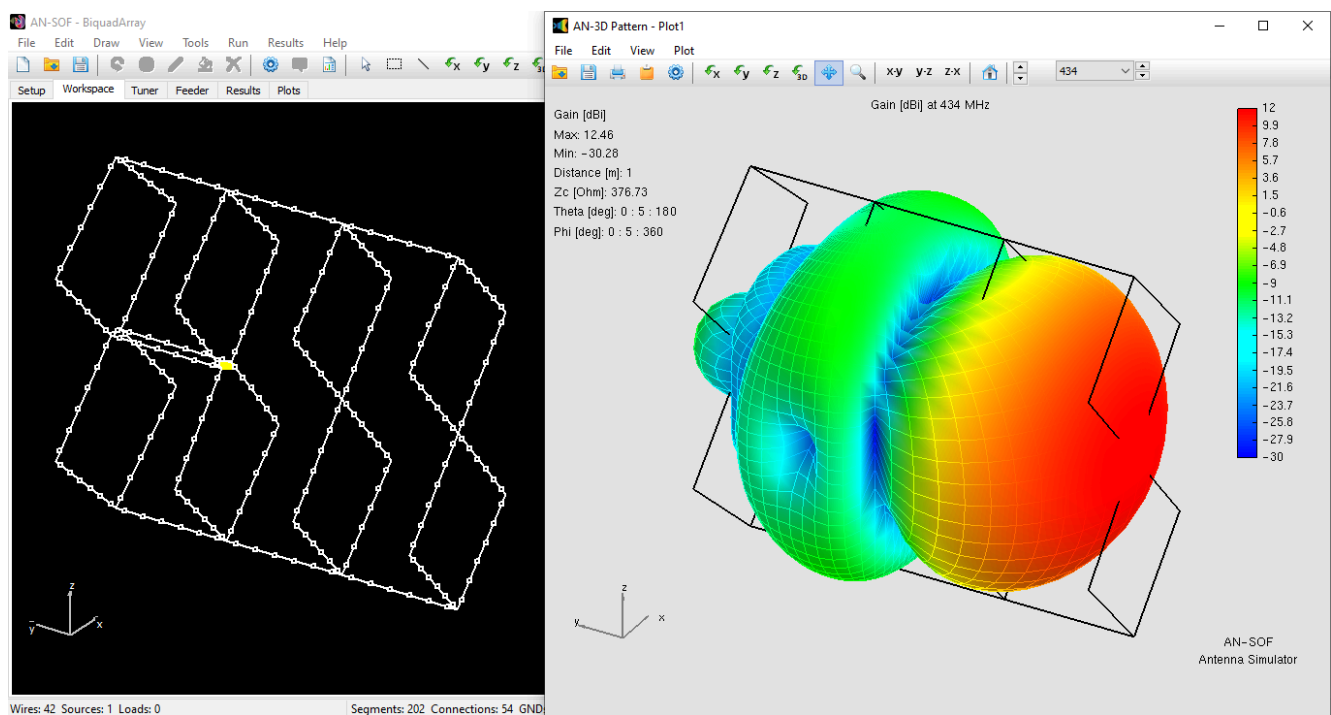 AN-SOF - BiquadArray
File Edit Draw View Tools Run Results Help
Setup Workspace Tuner Feeder Results Plots
z
y
x
Wires: 42 Sources: 1 Loads: 0
Segments: 202 Connections: 54 GND:
AN-3D Pattern - Plot1
File Edit View Plot
x y z 3D x-y y-z z-x 434
Gain [dBi] at 434 MHz
Gain [dBi]
Max: 12.46
Min: -30.28
Distance [m]: 1
Zc [Ohm]: 376.73
Theta [deg]: 0 : 5 : 180
Phi [deg]: 0 : 5 : 360
12
9.9
7.8
5.7
3.6
1.5
-0.6
-2.7
-4.8
-6.9
-9
-11.1
-13.2
-15.3
-17.4
-19.5
-21.6
-23.7
-25.8
-27.9
-30
z
y
x
AN-SOF
Antenna Simulator